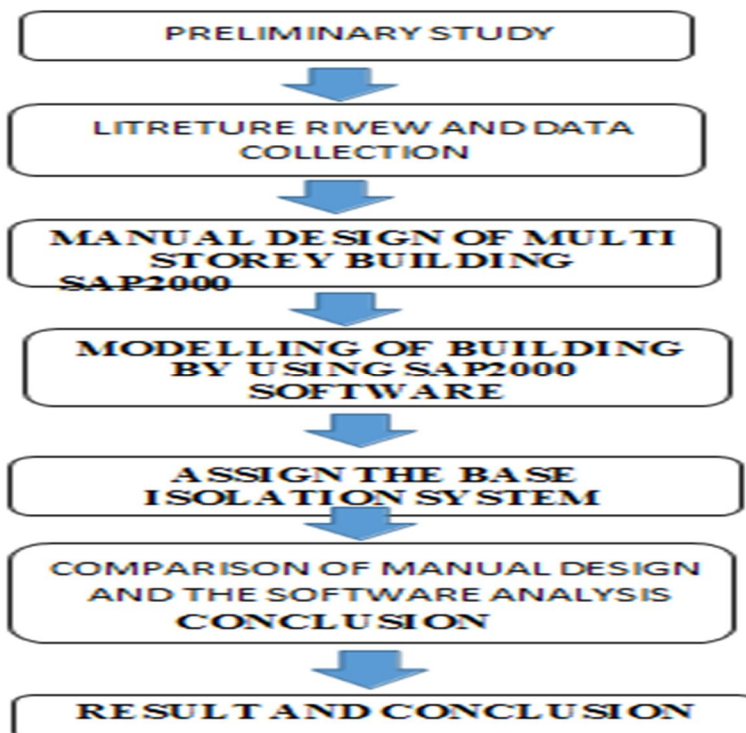 PRELIMINARY STUDY
LITRETURE RIVEW AND DATA
COLLECTION
MANUAL DESIGN OF MULTI
STOREY BUILDING
SAP2000
MODELLING OF BUILDING
BY USING SAP2000
SOFTWARE
ASSIGN THE BASE
ISOLATION SYSTEM
COMPARISON OF MANUAL DESIGN
AND THE SOFTWARE ANALYSIS
CONCLUSION
RESULT AND CONCLUSION